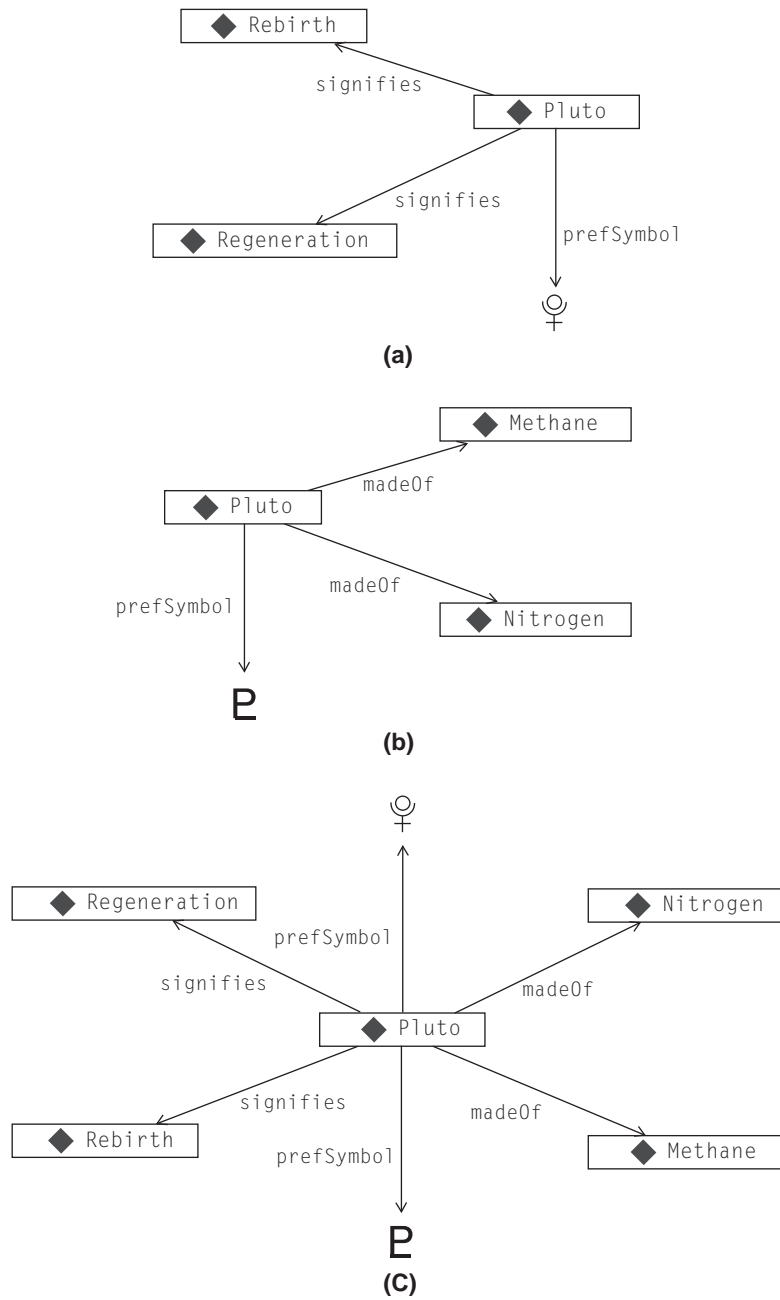 Rebirth
signifies
Pluto
signifies
Regeneration
prefSymbol
(a)
Methane
madeOf
Pluto
madeOf
prefSymbol
Nitrogen
(b)
Regeneration
Nitrogen
prefSymbol
signifies
madeOf
Pluto
signifies
madeOf
Rebirth
prefSymbol
Methane
(C)